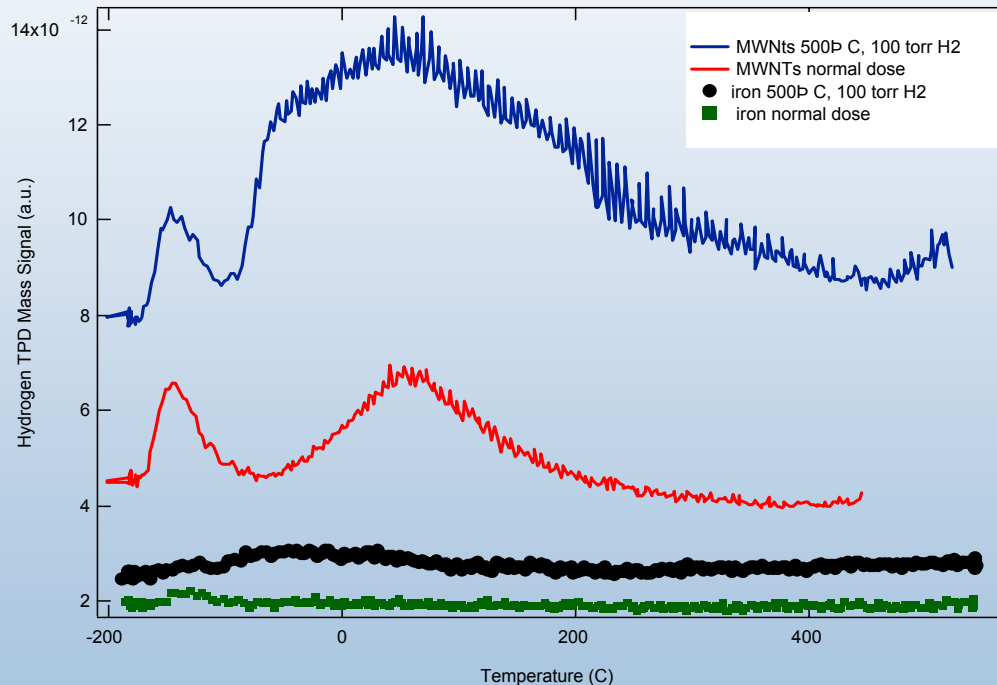 14x10 -12
12
10
8
6
4
2
Hydrogen TPD Mass Signal (a.u.)
MWNts 500Þ C, 100 torr H2
MWNTs normal dose
iron 500Þ C, 100 torr H2
iron normal dose
-200 0 200 400
Temperature (C)